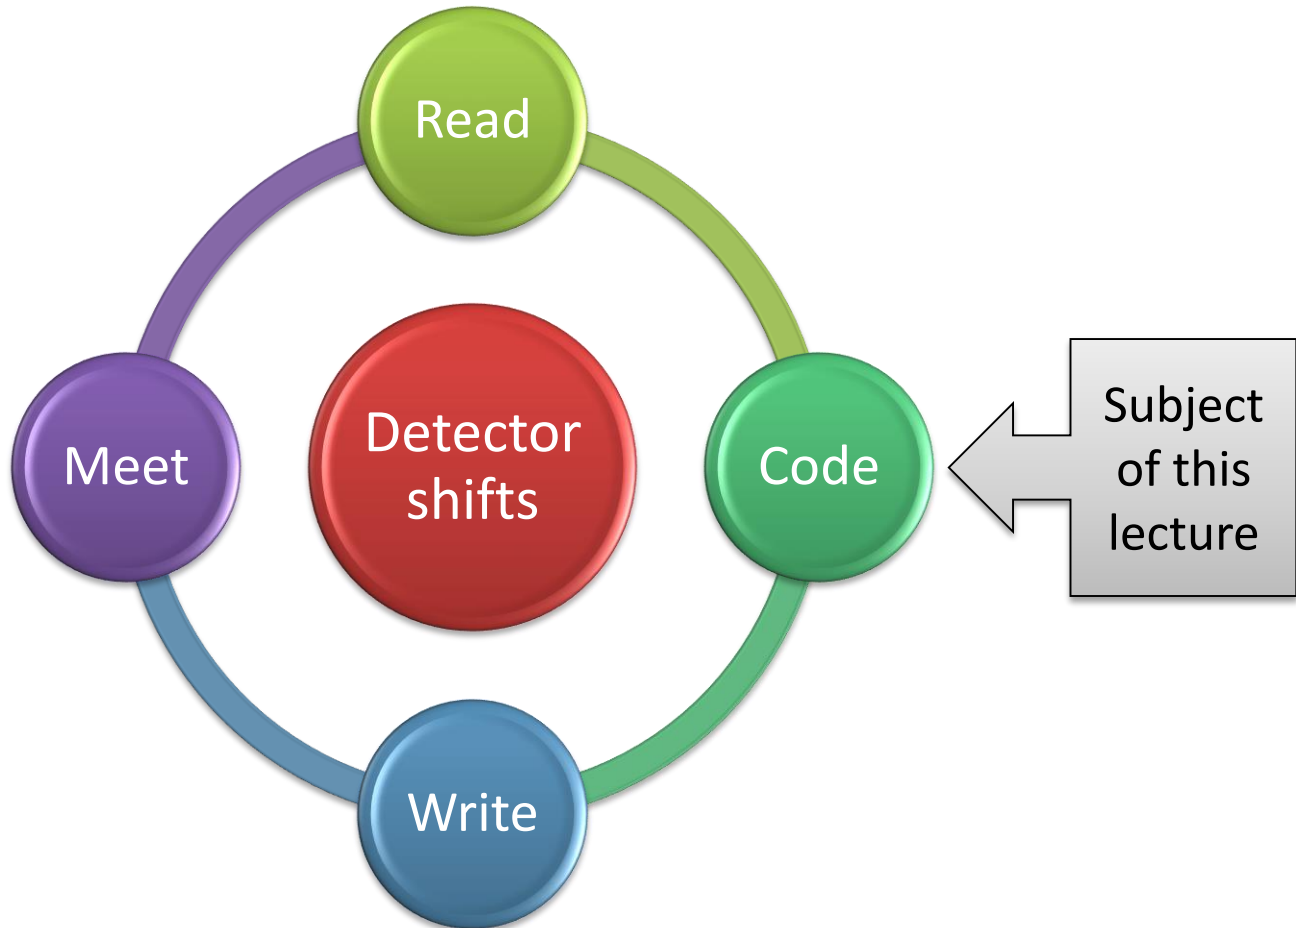 Read
Meet
Detector
shifts
Code
Subject
of this
lecture
Write